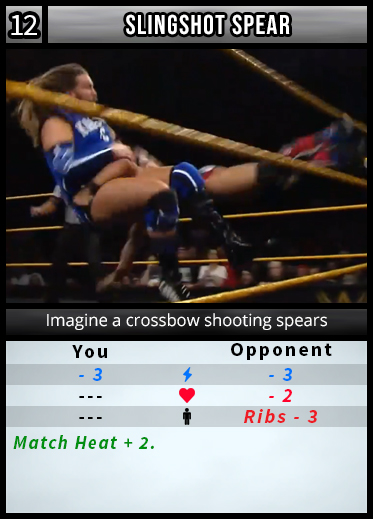 12 SLINGSHOT SPEAR
Imagine a crossbow shooting spears
You Opponent
- 3 - 3
--- - 2
--- Ribs - 3
Match Heat + 2.